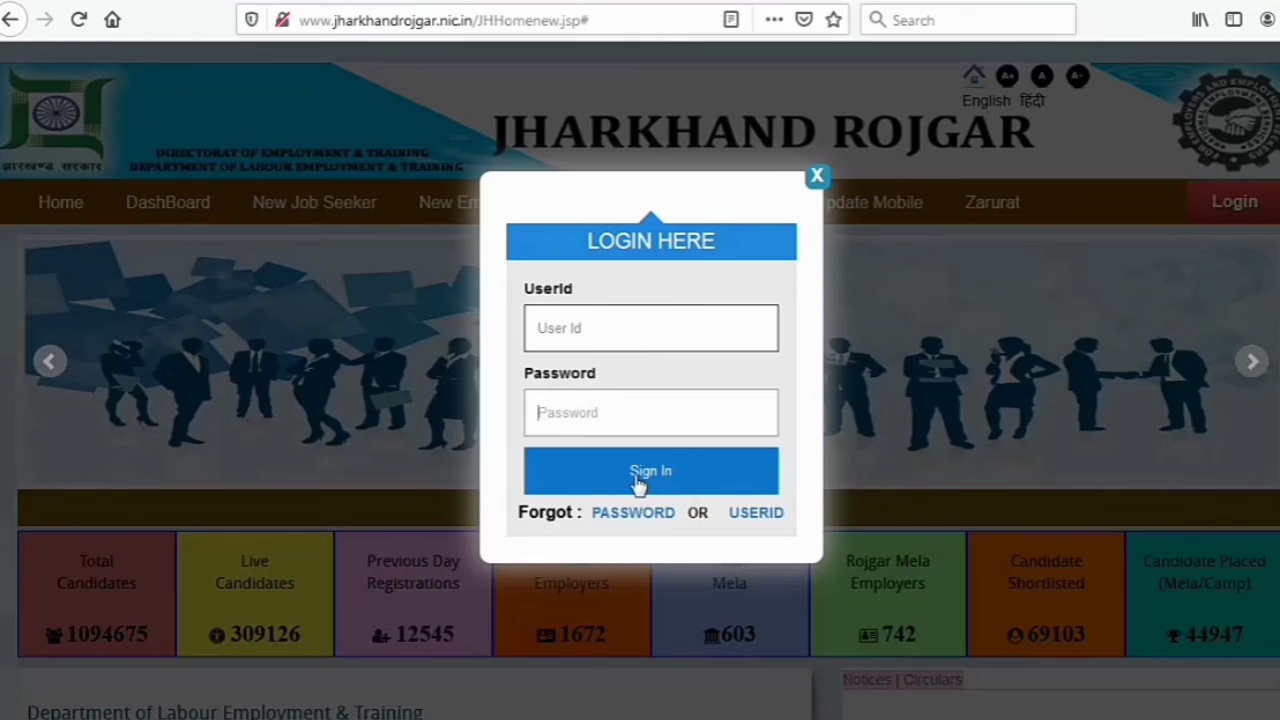 www.jharkhandrojgar.nic.in/JHHomenew.jsp#
Search
A+ A A-
English हिंदी
JHARKHAND ROJGAR
झारखण्ड सरकार
DIRECTORATE OF EMPLOYMENT & TRAINING
DEPARTMENT OF LABOUR EMPLOYMENT & TRAINING
Home DashBoard New Job Seeker New Em pdate Mobile Zarurat Login
X
LOGIN HERE
UserId
User Id
Password
Password
Sign In
Forgot : PASSWORD OR USERID
Total
Candidates
1094675
Live
Candidates
309126
Previous Day
Registrations
12545
Employers
1672
Mela
603
Rojgar Mela
Employers
742
Candidate
Shortlisted
69103
Candidate Placed
(Mela/Camp)
44947
Notices | Circulars
Department of Labour Employment & Training